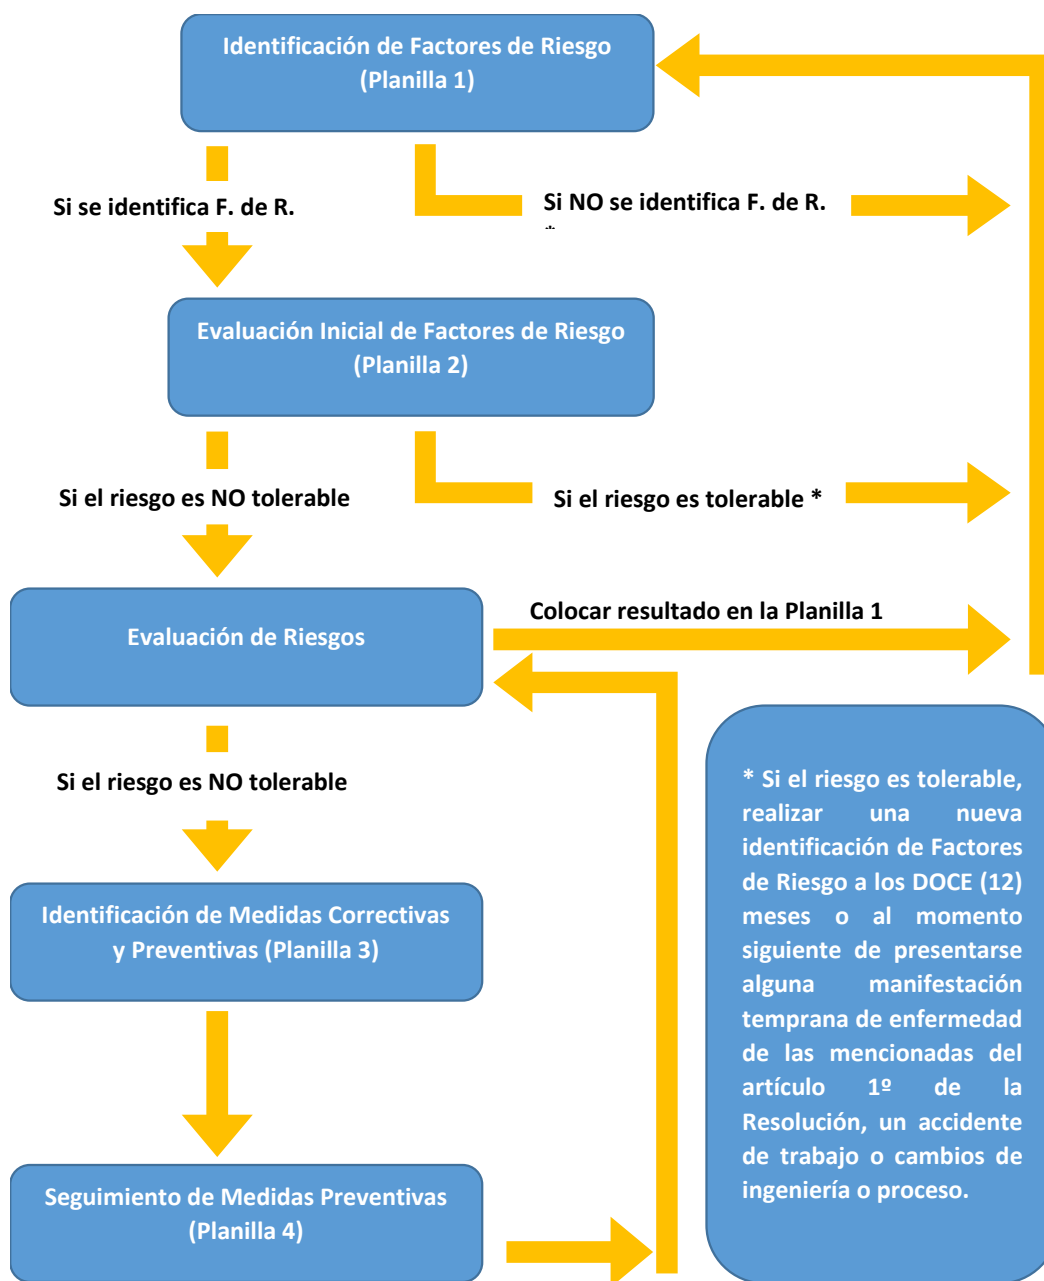 Identificación de Factores de Riesgo
(Planilla 1)
Si se identifica F. de R.
Si NO se identifica F. de R.
*
Evaluación Inicial de Factores de Riesgo
(Planilla 2)
Si el riesgo es NO tolerable
Si el riesgo es tolerable *
Evaluación de Riesgos
Colocar resultado en la Planilla 1
Si el riesgo es NO tolerable
Identificación de Medidas Correctivas
y Preventivas (Planilla 3)
Seguimiento de Medidas Preventivas
(Planilla 4)
* Si el riesgo es tolerable,
realizar una nueva
identificación de Factores
de Riesgo a los DOCE (12)
meses o al momento
siguiente de presentarse
alguna manifestación
temprana de enfermedad
de las mencionadas del
artículo 1º de la
Resolución, un accidente
de trabajo o cambios de
ingeniería o proceso.